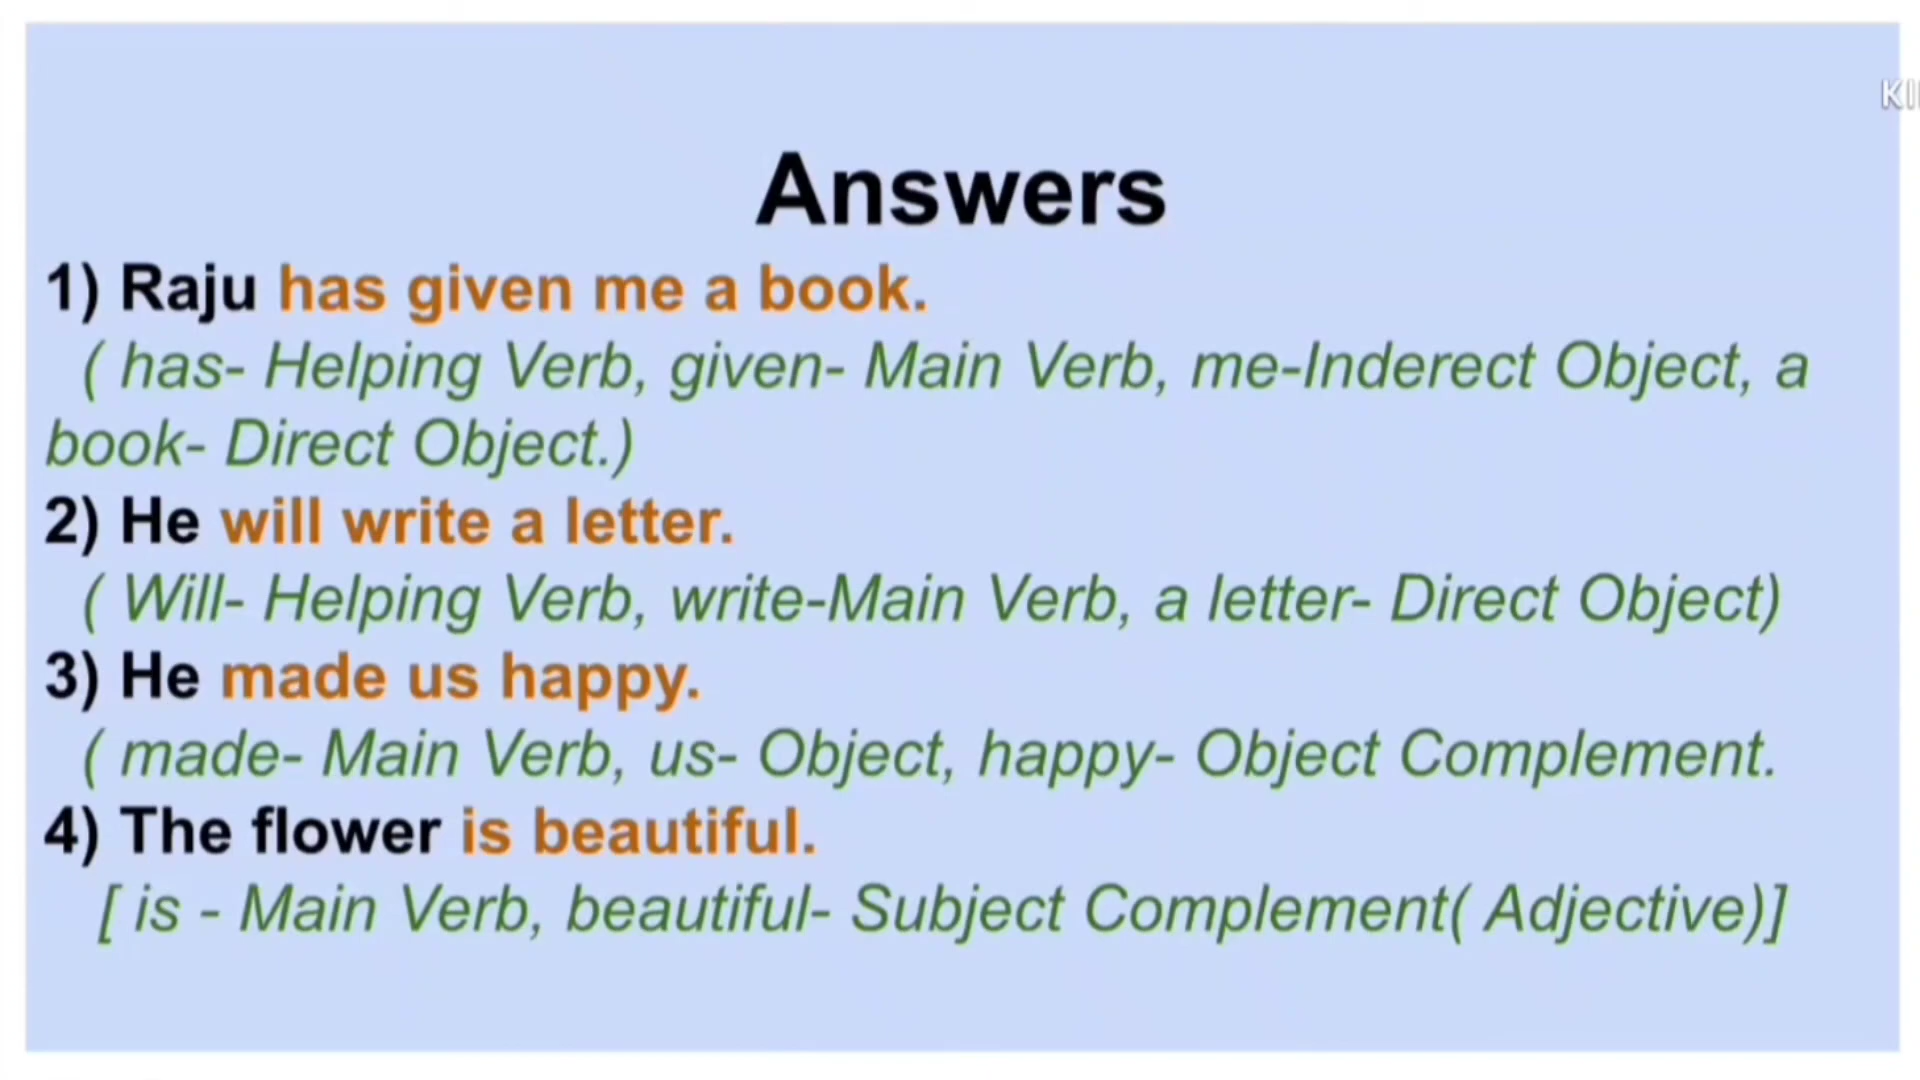 Answers
1) Raju has given me a book.
( has- Helping Verb, given- Main Verb, me-Inderect Object, a
book- Direct Object.)
2) He will write a letter.
( Will- Helping Verb, write-Main Verb, a letter- Direct Object)
3) He made us happy.
( made- Main Verb, us- Object, happy- Object Complement.
4) The flower is beautiful.
[ is - Main Verb, beautiful- Subject Complement( Adjective)]